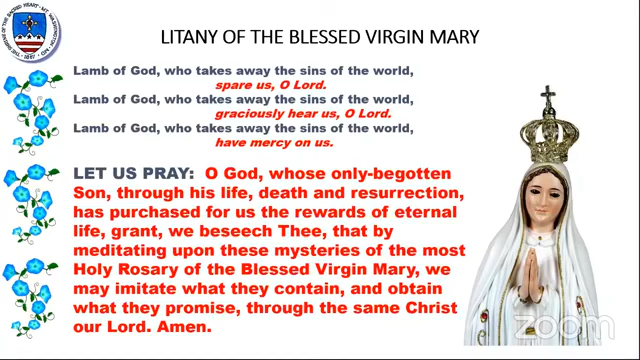 LITANY OF THE BLESSED VIRGIN MARY
Lamb of God, who takes away the sins of the world,
spare us, O Lord.
Lamb of God, who takes away the sins of the world,
graciously hear us, O Lord.
Lamb of God, who takes away the sins of the world,
have mercy on us.
LET US PRAY: O God, whose only-begotten
Son, through his life, death and resurrection,
has purchased for us the rewards of eternal
life, grant, we beseech Thee, that by
meditating upon these mysteries of the most
Holy Rosary of the Blessed Virgin Mary, we
may imitate what they contain, and obtain
what they promise, through the same Christ
our Lord. Amen.
zoom